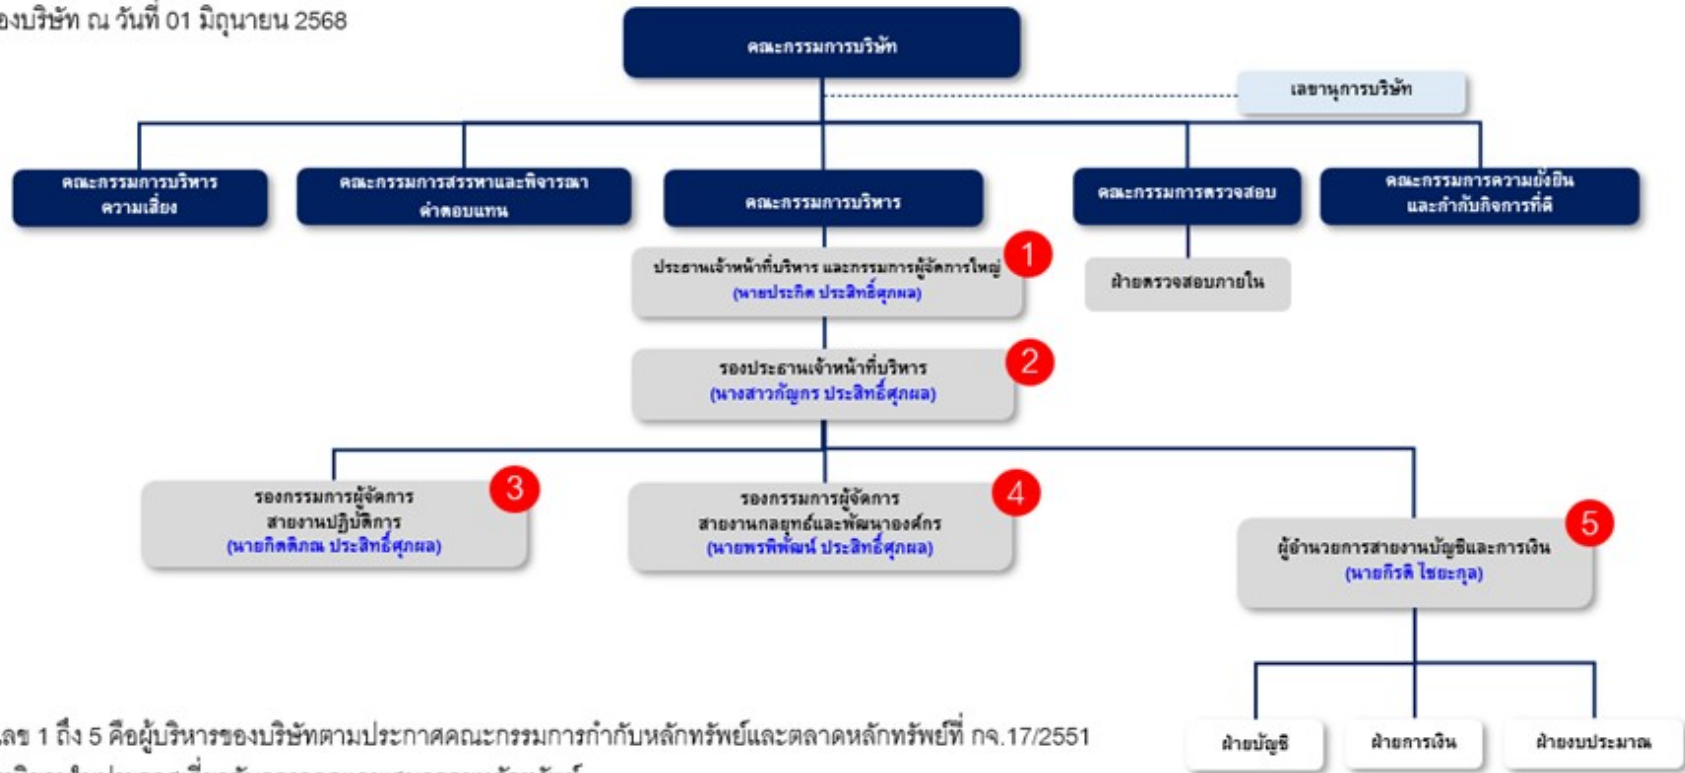 ของบริษัท ณ วันที่ 01 มิถุนายน 2568
คณะกรรมการบริษัท
เลขานุการบริษัท
คณะกรรมการบริหาร
ความเสี่ยง
คณะกรรมการสรรหาและพิจารณา
ค่าตอบแทน
คณะกรรมการบริหาร
คณะกรรมการตรวจสอบ
คณะกรรมการความยั่งยืน
และกำกับกิจการที่ดี
ประธานเจ้าหน้าที่บริหาร และกรรมการผู้จัดการใหญ่
(นายประกิต ประสิทธิ์ศุภผล)
1
ฝ่ายตรวจสอบภายใน
รองประธานเจ้าหน้าที่บริหาร
(นางสาวกัญกร ประสิทธิ์ศุภผล)
2
รองกรรมการผู้จัดการ
สายงานปฏิบัติการ
(นายกิตติภณ ประสิทธิ์ศุภผล)
3
รองกรรมการผู้จัดการ
สายงานกลยุทธ์และพัฒนาองค์กร
(นายพรพิพัฒน์ ประสิทธิ์ศุภผล)
4
ผู้อำนวยการสายงานบัญชีและการเงิน
(นายกีรติ ไชยะกุล)
5
ฝ่ายบัญชี
ฝ่ายการเงิน
ฝ่ายงบประมาณ
เลข 1 ถึง 5 คือผู้บริหารของบริษัทตามประกาศคณะกรรมการกำกับหลักทรัพย์และตลาดหลักทรัพย์ที่ กจ.17/2551